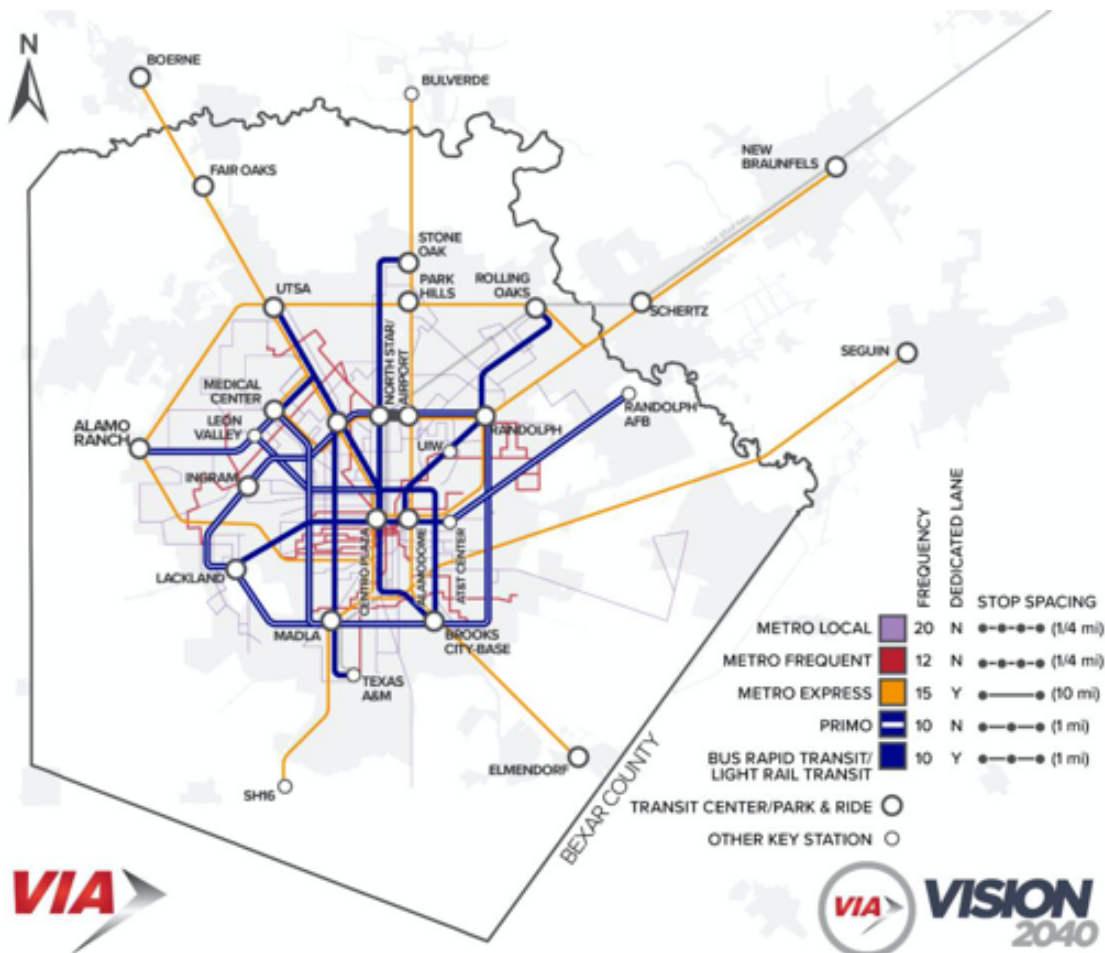 N
BOERNE
BULVERDE
NEW
BRAUNFELS
FAIR OAKS
STONE
OAK
PARK
HILLS
ROLLING
OAKS
UTSA
SCHERTZ
SEGUIN
NORTH STAR/
AIRPORT
MEDICAL
CENTER
LEON
VALLEY
ALAMO
RANCH
RANDOLPH
RANDOLPH
AFB
UIW
INGRAM
LACKLAND
CENTRO PLAZA
ALAMODOME
AT&T CENTER
MADLA
BROOKS
CITY-BASE
TEXAS
A&M
SH16
ELMENDORF
BEXAR COUNTY
FREQUENCY
DEDICATED LANE
STOP SPACING
METRO LOCAL 20 N (1/4 mi)
METRO FREQUENT 12 N (1/4 mi)
METRO EXPRESS 15 Y (10 mi)
PRIMO 10 N (1 mi)
BUS RAPID TRANSIT/
LIGHT RAIL TRANSIT 10 Y (1 mi)
TRANSIT CENTER/PARK & RIDE
OTHER KEY STATION
VIA
VIA VISION
2040